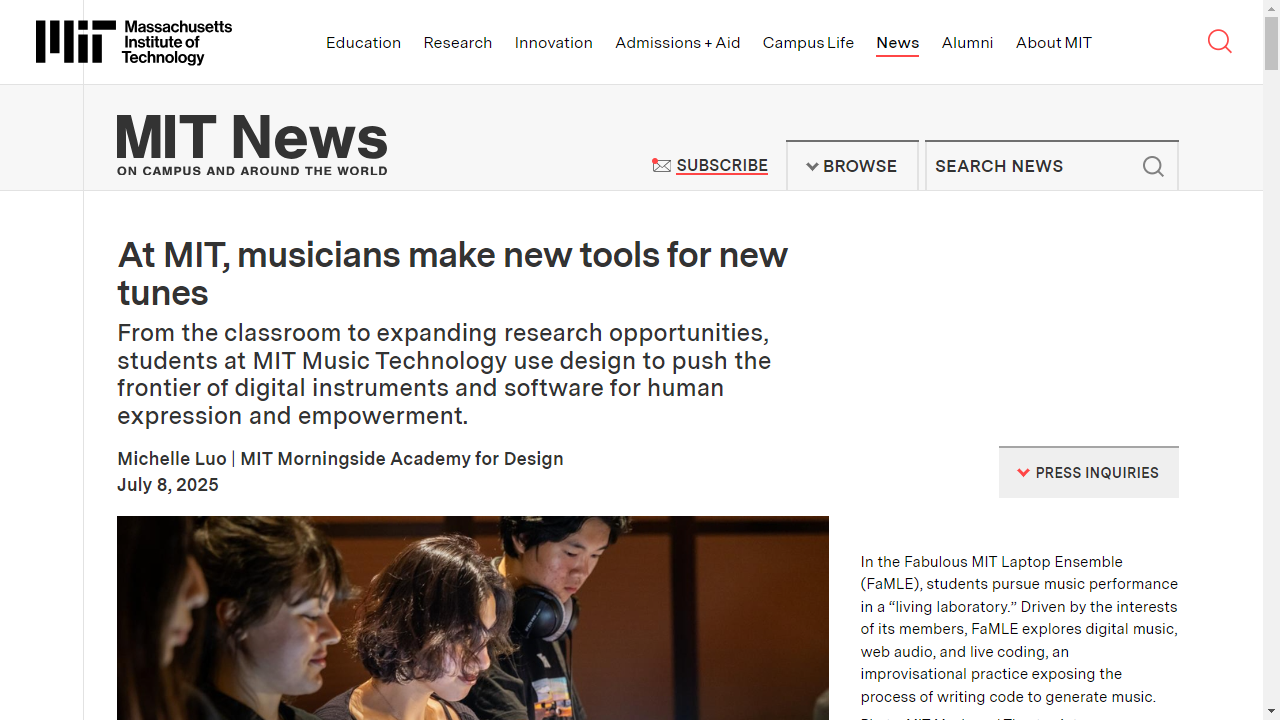 Massachusetts
Institute of
Technology
Education Research Innovation Admissions + Aid Campus Life News Alumni About MIT
MIT News
ON CAMPUS AND AROUND THE WORLD
SUBSCRIBE
BROWSE
SEARCH NEWS
At MIT, musicians make new tools for new
tunes
From the classroom to expanding research opportunities,
students at MIT Music Technology use design to push the
frontier of digital instruments and software for human
expression and empowerment.
Michelle Luo | MIT Morningside Academy for Design
July 8, 2025
PRESS INQUIRIES
In the Fabulous MIT Laptop Ensemble
(FaMLE), students pursue music performance
in a “living laboratory.” Driven by the interests
of its members, FaMLE explores digital music,
web audio, and live coding, an
improvisational practice exposing the
process of writing code to generate music.